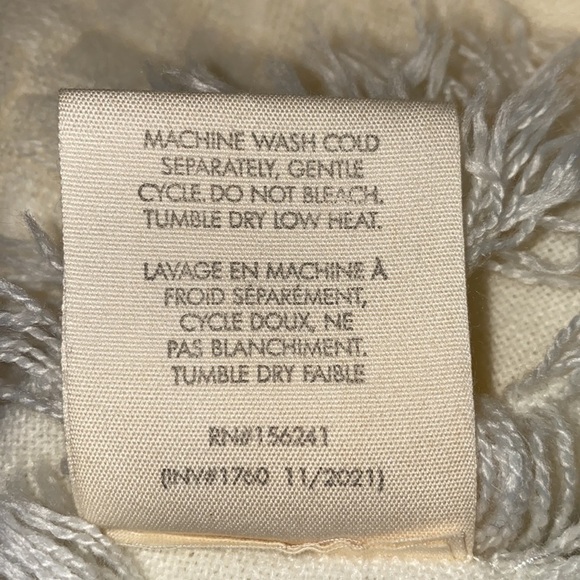 MACHINE WASH COLD
SEPARATELY, GENTLE
CYCLE. DO NOT BLEACH.
TUMBLE DRY LOW HEAT.
LAVAGE EN MACHINE À
FROID SÉPARÉMENT,
CYCLE DOUX, NE
PAS BLANCHIMENT.
TUMBLE DRY FAIBLE
RN#156241
(INV#1760 11/2021)